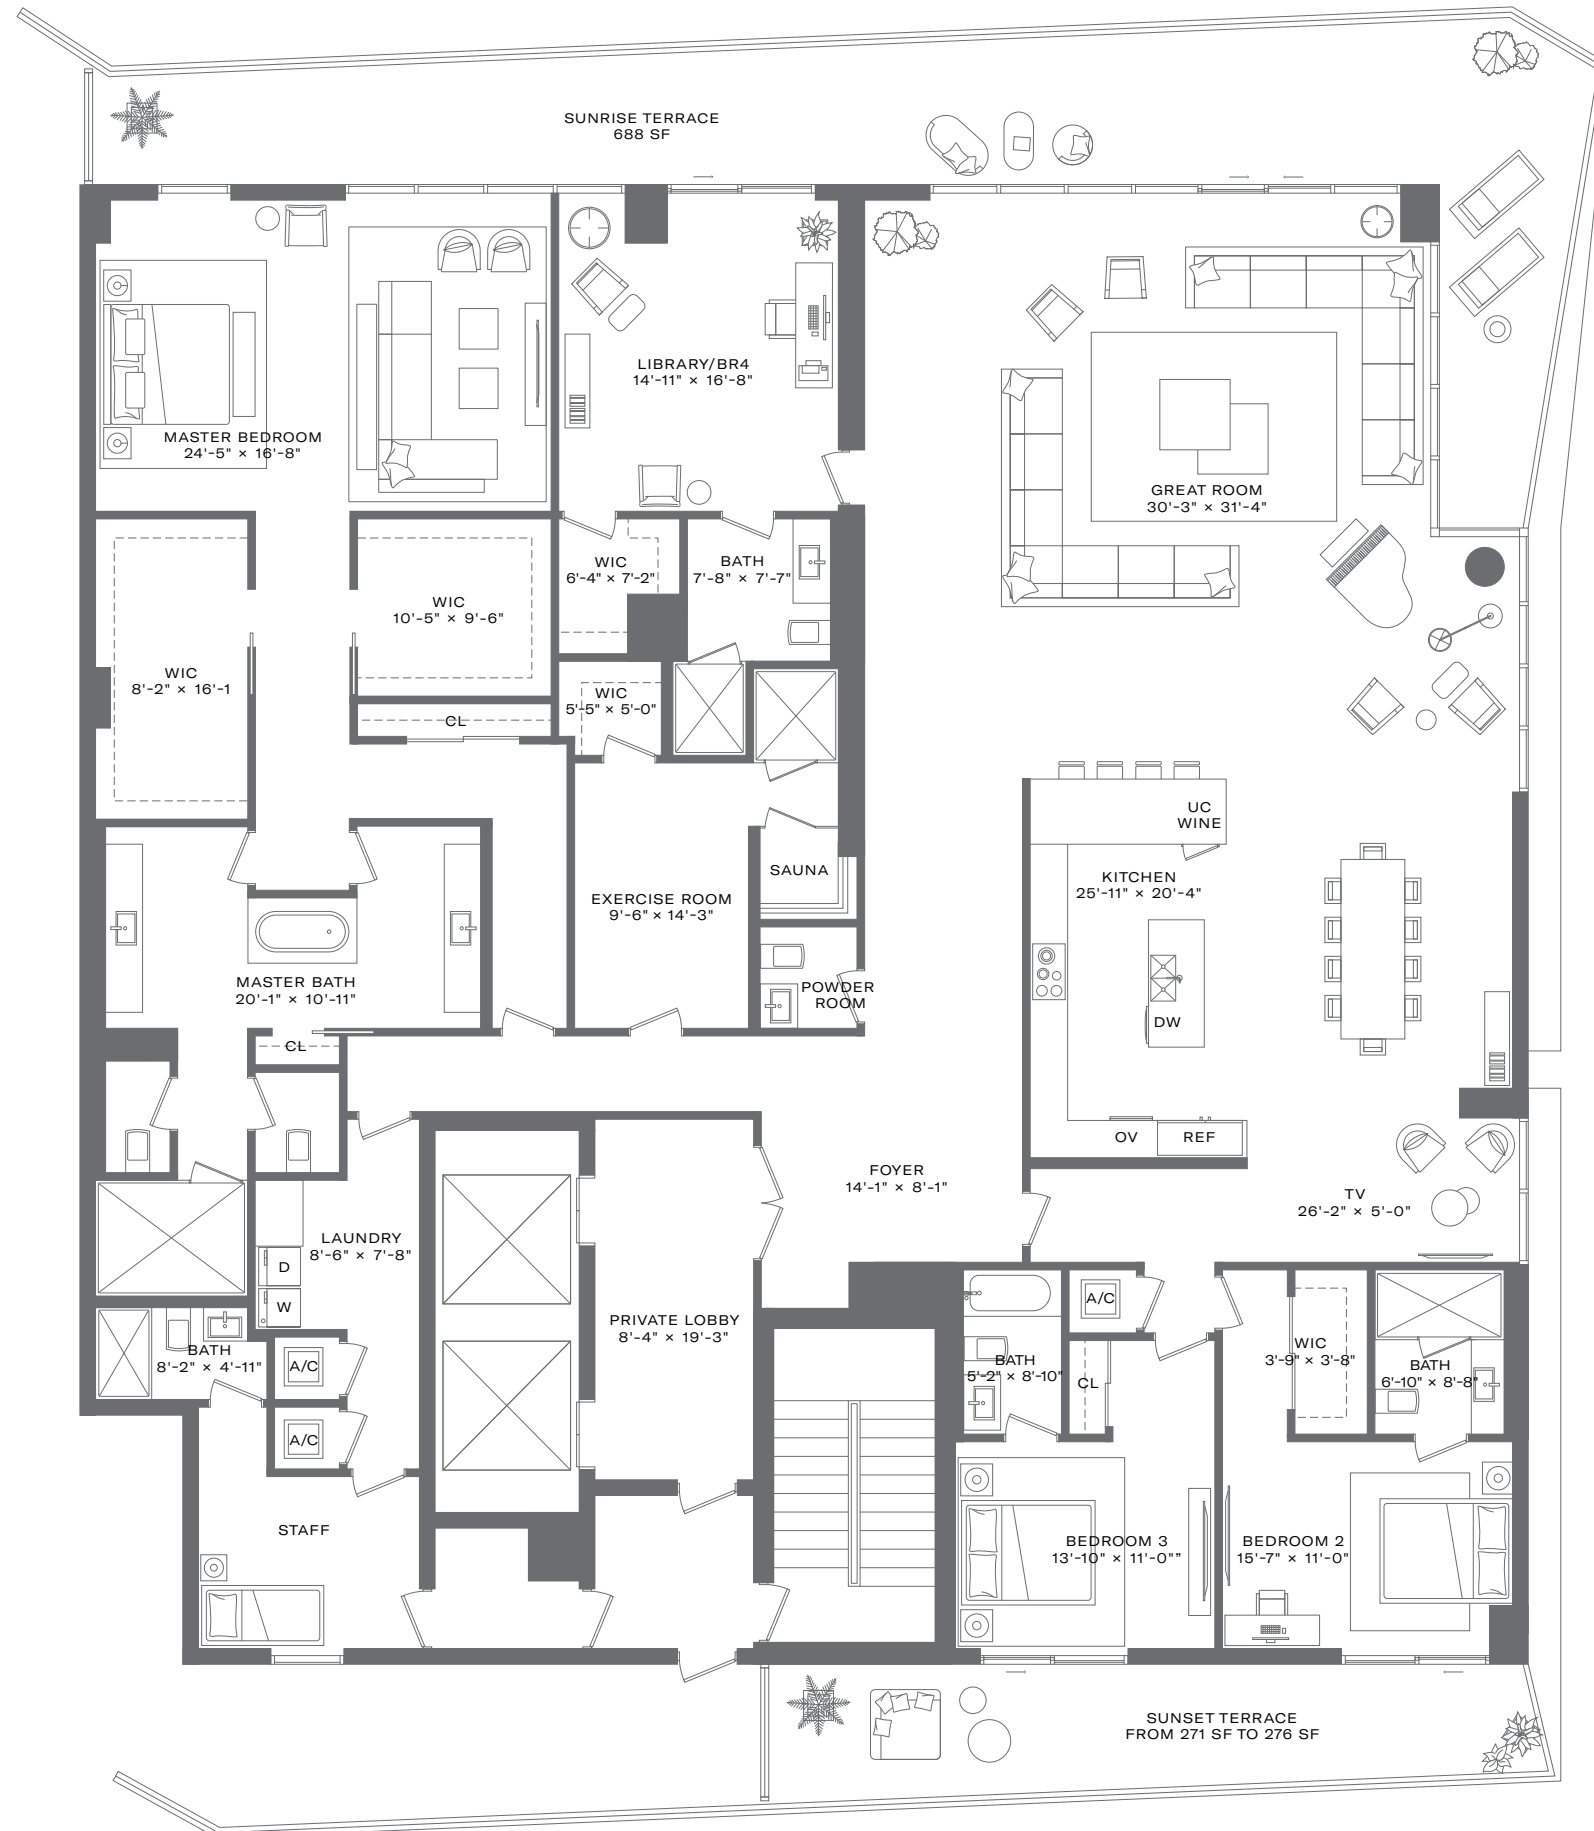 SUNRISE TERRACE
688 SF
LIBRARY/BR4
14'-11" × 16'-8"
MASTER BEDROOM
24'-5" × 16'-8"
GREAT ROOM
30'-3" × 31'-4"
WIC
6'-4" × 7'-2"
BATH
7'-8" × 7'-7"
WIC
10'-5" × 9'-6"
WIC
8'-2" × 16'-1
WIC
5'-5" × 5'-0"
CL
UC
WINE
SAUNA
KITCHEN
25'-11" × 20'-4"
EXERCISE ROOM
9'-6" × 14'-3"
MASTER BATH
20'-1" × 10'-11"
POWDER
ROOM
DW
CL
OV
REF
FOYER
14'-1" × 8'-1"
TV
26'-2" × 5'-0"
LAUNDRY
8'-6" × 7'-8"
D
W
A/C
PRIVATE LOBBY
8'-4" × 19'-3"
BATH
8'-2" × 4'-11"
A/C
A/C
BATH
5'-2" × 8'-10"
CL
WIC
3'-9" × 3'-8"
BATH
6'-10" × 8'-8"
STAFF
BEDROOM 3
13'-10" × 11'-0""
BEDROOM 2
15'-7" × 11'-0"
SUNSET TERRACE
FROM 271 SF TO 276 SF